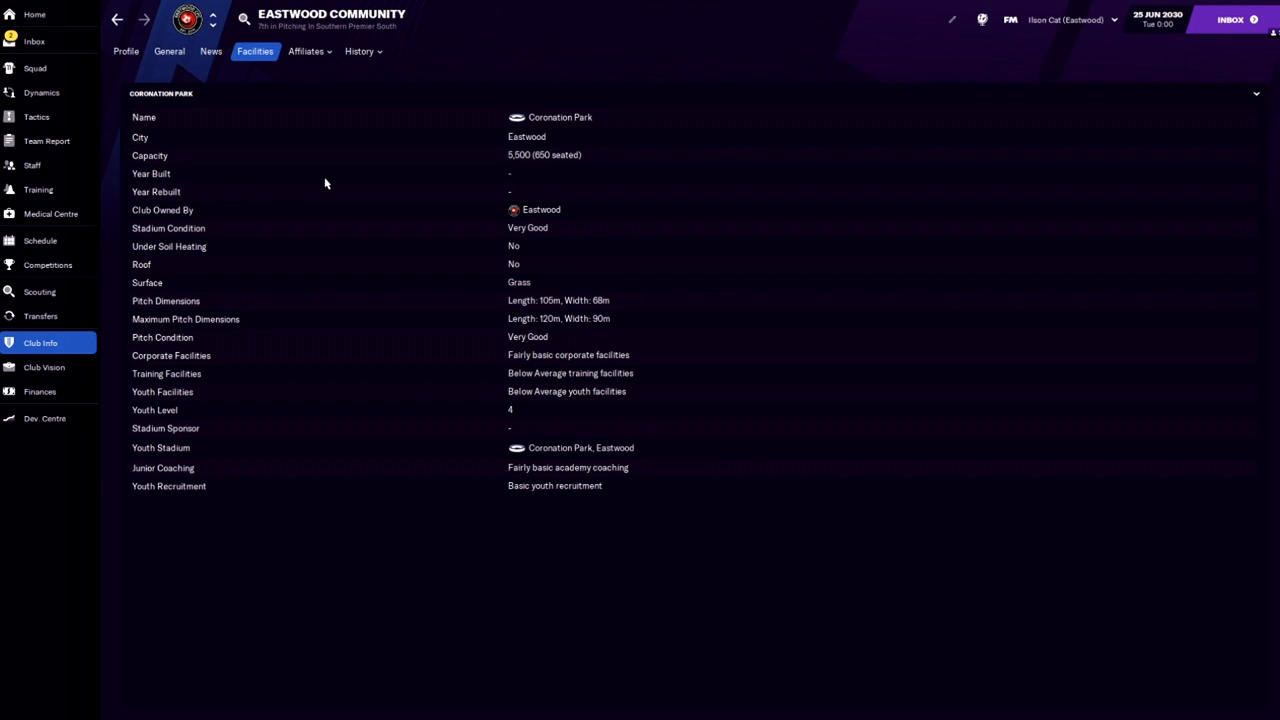 Home
2
Inbox
Squad
Dynamics
Tactics
Team Report
Staff
Training
Medical Centre
Schedule
Competitions
Scouting
Transfers
Club Info
Club Vision
Finances
Dev. Centre
EASTWOOD COMMUNITY
7th in Pitching In Southern Premier South
FM Ilson Cat (Eastwood)
25 JUN 2030
Tue 0:00
INBOX
Profile General News Facilities Affiliates History
CORONATION PARK
Name Coronation Park
City Eastwood
Capacity 5,500 (650 seated)
Year Built -
Year Rebuilt -
Club Owned By Eastwood
Stadium Condition Very Good
Under Soil Heating No
Roof No
Surface Grass
Pitch Dimensions Length: 105m, Width: 68m
Maximum Pitch Dimensions Length: 120m, Width: 90m
Pitch Condition Very Good
Corporate Facilities Fairly basic corporate facilities
Training Facilities Below Average training facilities
Youth Facilities Below Average youth facilities
Youth Level 4
Stadium Sponsor -
Youth Stadium Coronation Park, Eastwood
Junior Coaching Fairly basic academy coaching
Youth Recruitment Basic youth recruitment